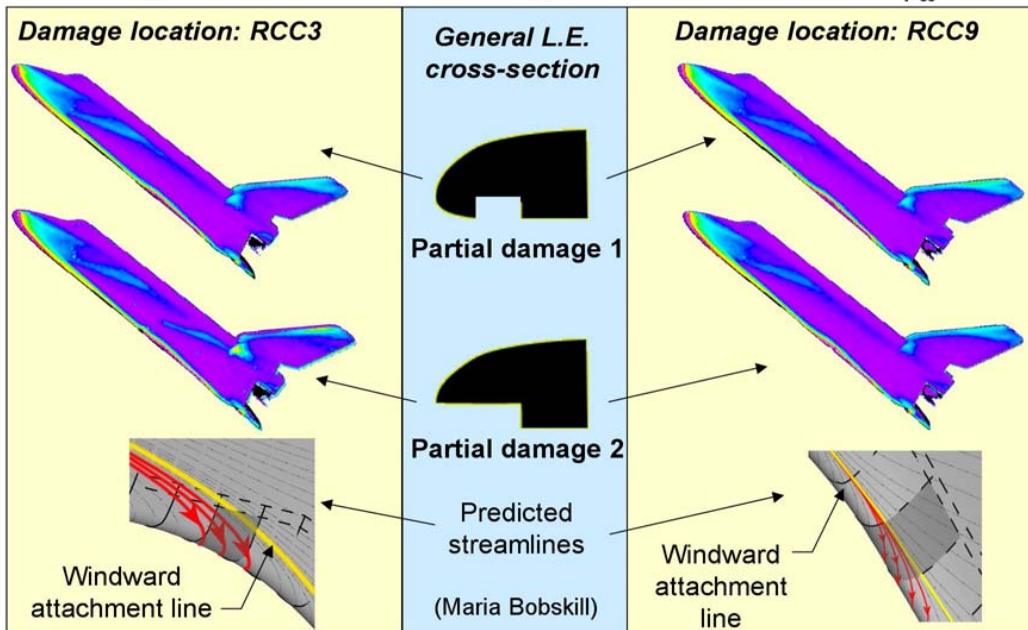 Damage location: RCC3
General L.E.
cross-section
Damage location: RCC9
Partial damage 1
Partial damage 2
Predicted
streamlines
Windward
attachment line
(Maria Bobskill)
Windward
attachment
line